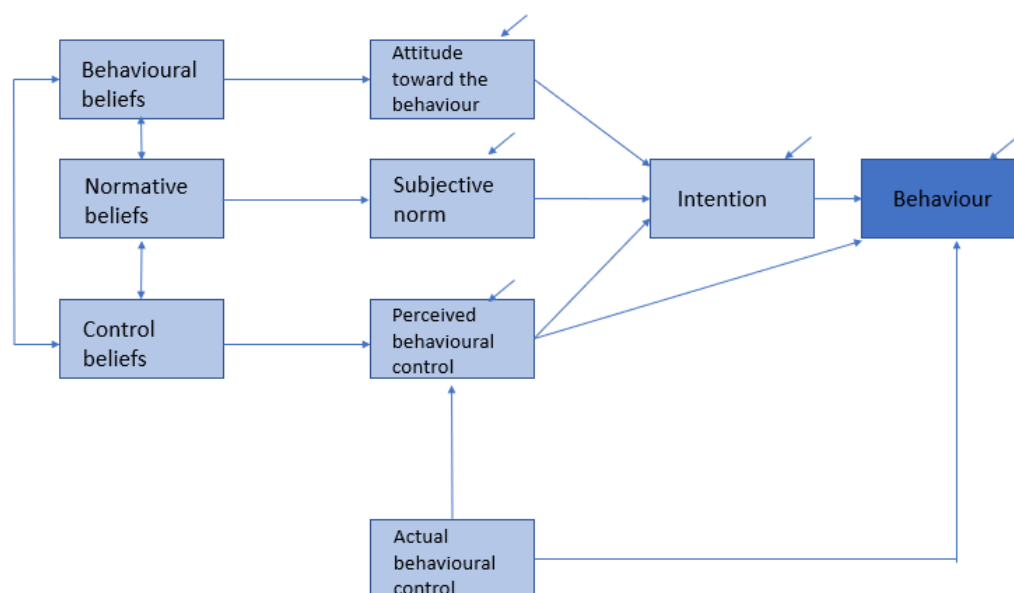 Behavioural
beliefs
Attitude
toward the
behaviour
Normative
beliefs
Subjective
norm
Intention
Behaviour
Control
beliefs
Perceived
behavioural
control
Actual
behavioural
control